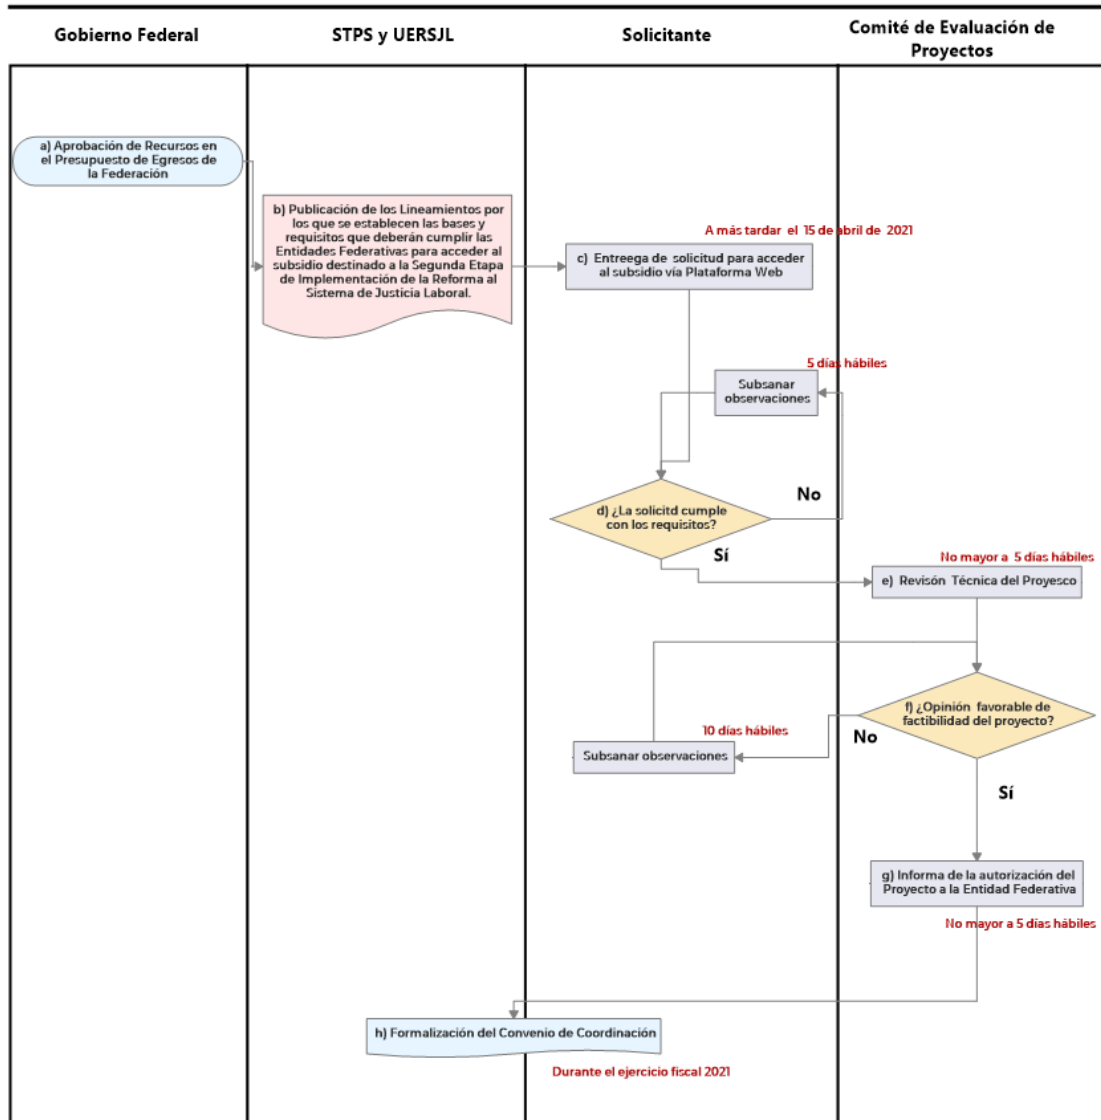 Gobierno Federal
STPS y UERSJL
Solicitante
Comité de Evaluación de
Proyectos
a) Aprobación de Recursos en
el Presupuesto de Egresos de
la Federación
b) Publicación de los Lineamientos por
los que se establecen las bases y
requisitos que deberán cumplir las
Entidades Federativas para acceder al
subsidio destinado a la Segunda Etapa
de Implementación de la Reforma al
Sistema de Justicia Laboral.
A más tardar el 15 de abril de 2021
c) Entreega de solicitud para acceder
al subsidio vía Plataforma Web
5 días hábiles
Subsanar
observaciones
No
d) ¿La solicitd cumple
con los requisitos?
Sí
No mayor a 5 días hábiles
e) Revisón Técnica del Proyesco
f) ¿Opinión favorable de
factibilidad del proyecto?
10 días hábiles
No
Subsanar observaciones
Sí
g) Informa de la autorización del
Proyecto a la Entidad Federativa
No mayor a 5 días hábiles
h) Formalización del Convenio de Coordinación
Durante el ejercicio fiscal 2021